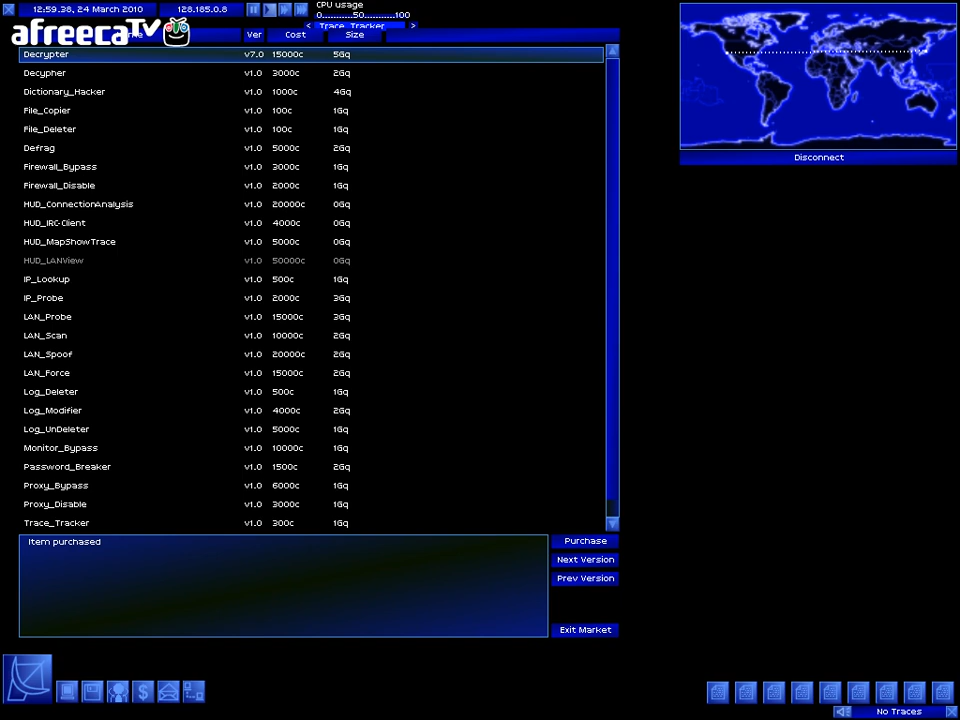 12:59.38, 24 March 2010
128.185.0.8
CPU usage
0..........50..........100
< Trace_Tracker >
afreecaTV
Ver Cost Size
Decrypter v7.0 15000c 5Gq
Decypher v1.0 3000c 2Gq
Dictionary_Hacker v1.0 1000c 4Gq
File_Copier v1.0 100c 1Gq
File_Deleter v1.0 100c 1Gq
Defrag v1.0 5000c 2Gq
Firewall_Bypass v1.0 3000c 1Gq
Firewall_Disable v1.0 2000c 1Gq
HUD_ConnectionAnalysis v1.0 20000c 0Gq
HUD_IRC-Client v1.0 4000c 0Gq
HUD_MapShowTrace v1.0 5000c 0Gq
HUD_LANView v1.0 50000c 0Gq
IP_Lookup v1.0 500c 1Gq
IP_Probe v1.0 2000c 3Gq
LAN_Probe v1.0 15000c 3Gq
LAN_Scan v1.0 10000c 2Gq
LAN_Spoof v1.0 20000c 2Gq
LAN_Force v1.0 15000c 2Gq
Log_Deleter v1.0 500c 1Gq
Log_Modifier v1.0 4000c 2Gq
Log_UnDeleter v1.0 5000c 1Gq
Monitor_Bypass v1.0 10000c 1Gq
Password_Breaker v1.0 1500c 2Gq
Proxy_Bypass v1.0 6000c 1Gq
Proxy_Disable v1.0 3000c 1Gq
Trace_Tracker v1.0 300c 1Gq
Item purchased
Purchase
Next Version
Prev Version
Exit Market
Disconnect
No Traces